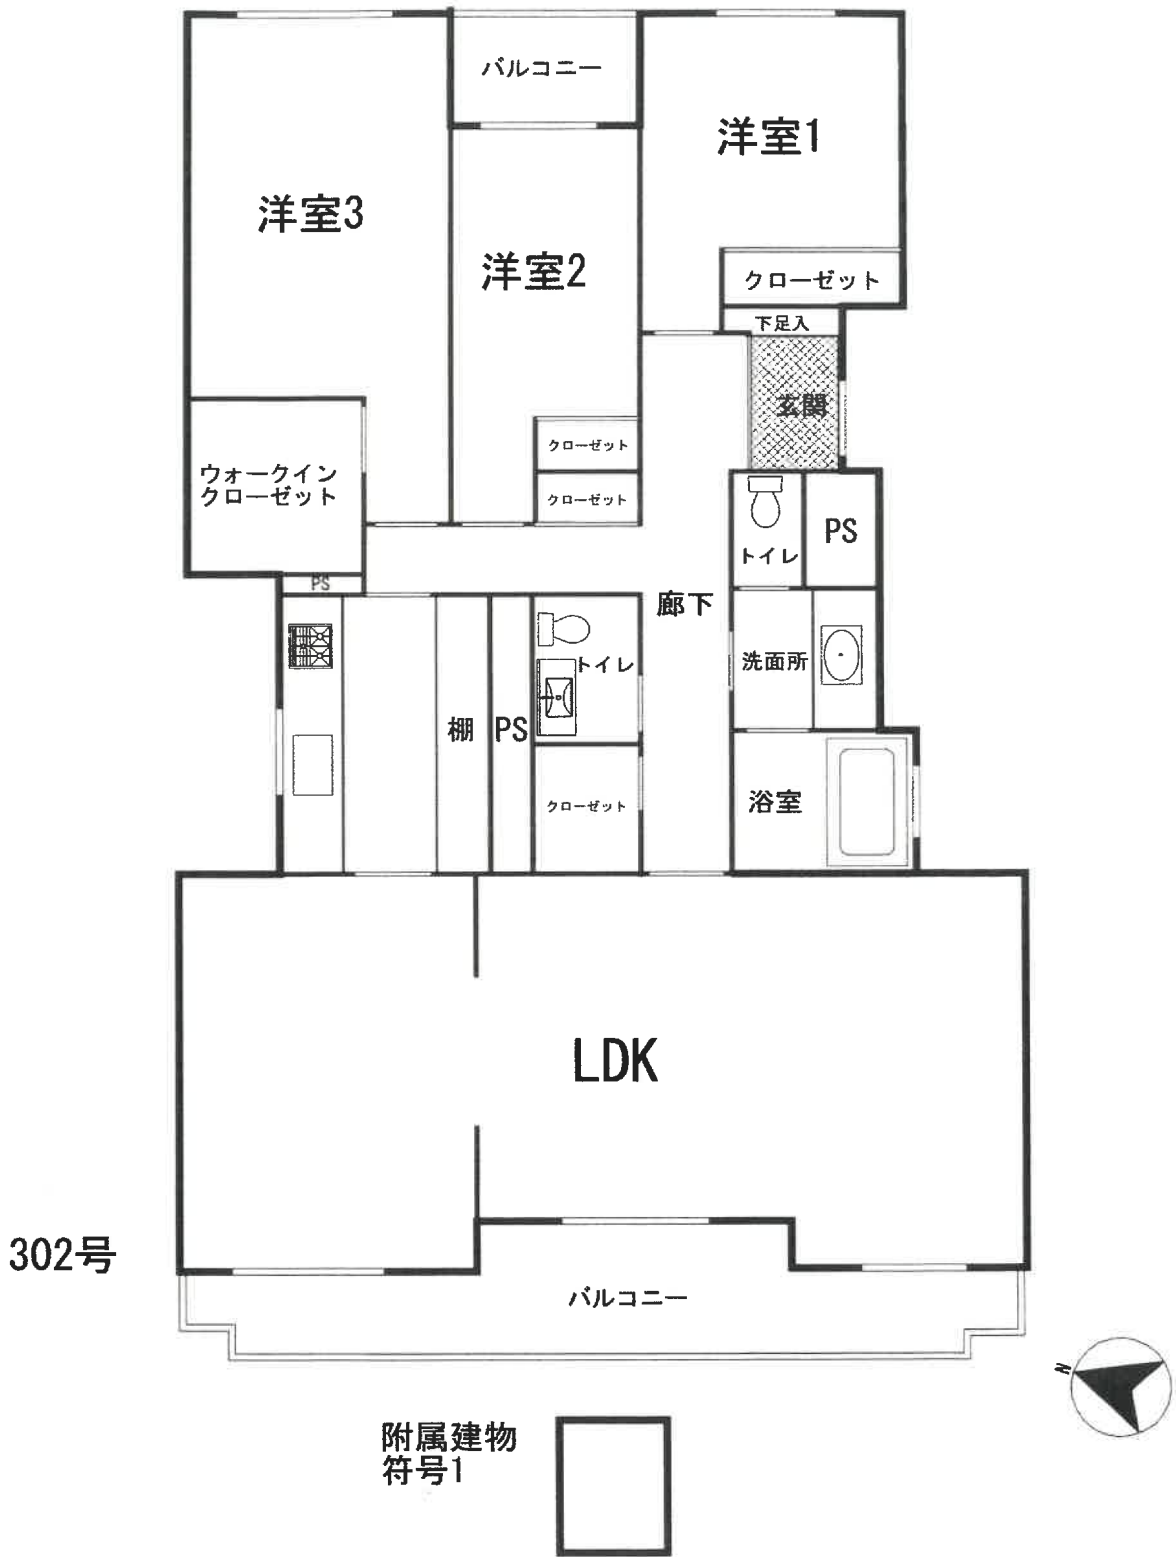 バルコニー
洋室1
洋室3
洋室2
クローゼット
下足入
玄関
クローゼット
ウォークイン
クローゼット
クローゼット
PS
トイレ
PS
廊下
洗面所
トイレ
棚
PS
浴室
クローゼット
LDK
302号
バルコニー
N
附属建物
符号1